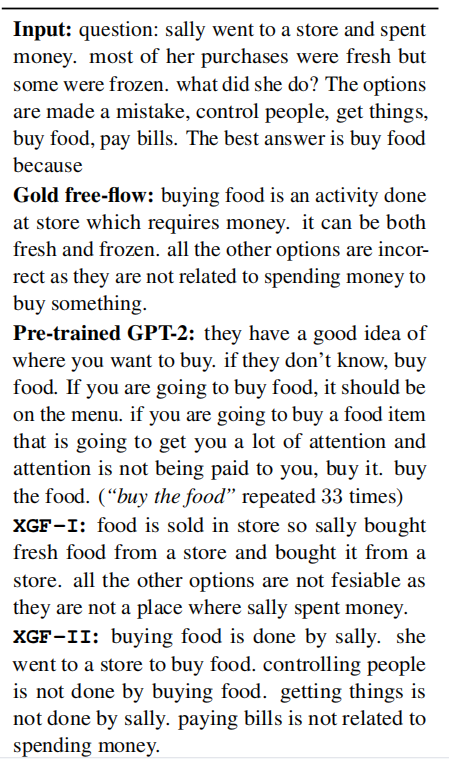 Input: question: sally went to a store and spent
money. most of her purchases were fresh but
some were frozen. what did she do? The options
are made a mistake, control people, get things,
buy food, pay bills. The best answer is buy food
because
Gold free-flow: buying food is an activity done
at store which requires money. it can be both
fresh and frozen. all the other options are incor-
rect as they are not related to spending money to
buy something.
Pre-trained GPT-2: they have a good idea of
where you want to buy. if they don't know, buy
food. If you are going to buy food, it should be
on the menu. if you are going to buy a food item
that is going to get you a lot of attention and
attention is not being paid to you, buy it. buy
the food. (“buy the food” repeated 33 times)
XGF-I: food is sold in store so sally bought
fresh food from a store and bought it from a
store. all the other options are not fesiable as
they are not a place where sally spent money.
XGF-II: buying food is done by sally. she
went to a store to buy food. controlling people
is not done by buying food. getting things is
not done by sally. paying bills is not related to
spending money.